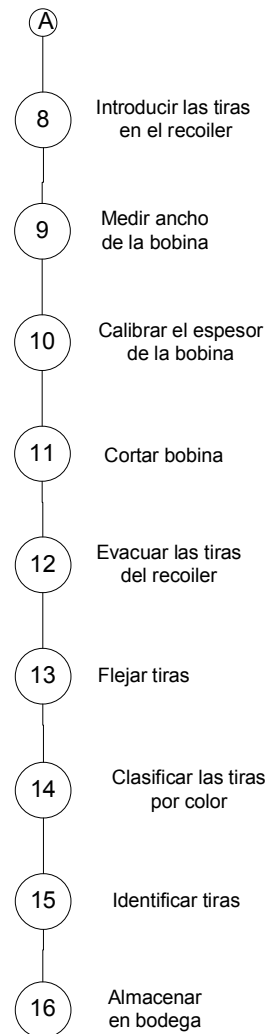 A
8
Introducir las tiras
en el recoiler
9
Medir ancho
de la bobina
10
Calibrar el espesor
de la bobina
11
Cortar bobina
12
Evacuar las tiras
del recoiler
13
Flejar tiras
14
Clasificar las tiras
por color
15
Identificar tiras
16
Almacenar
en bodega